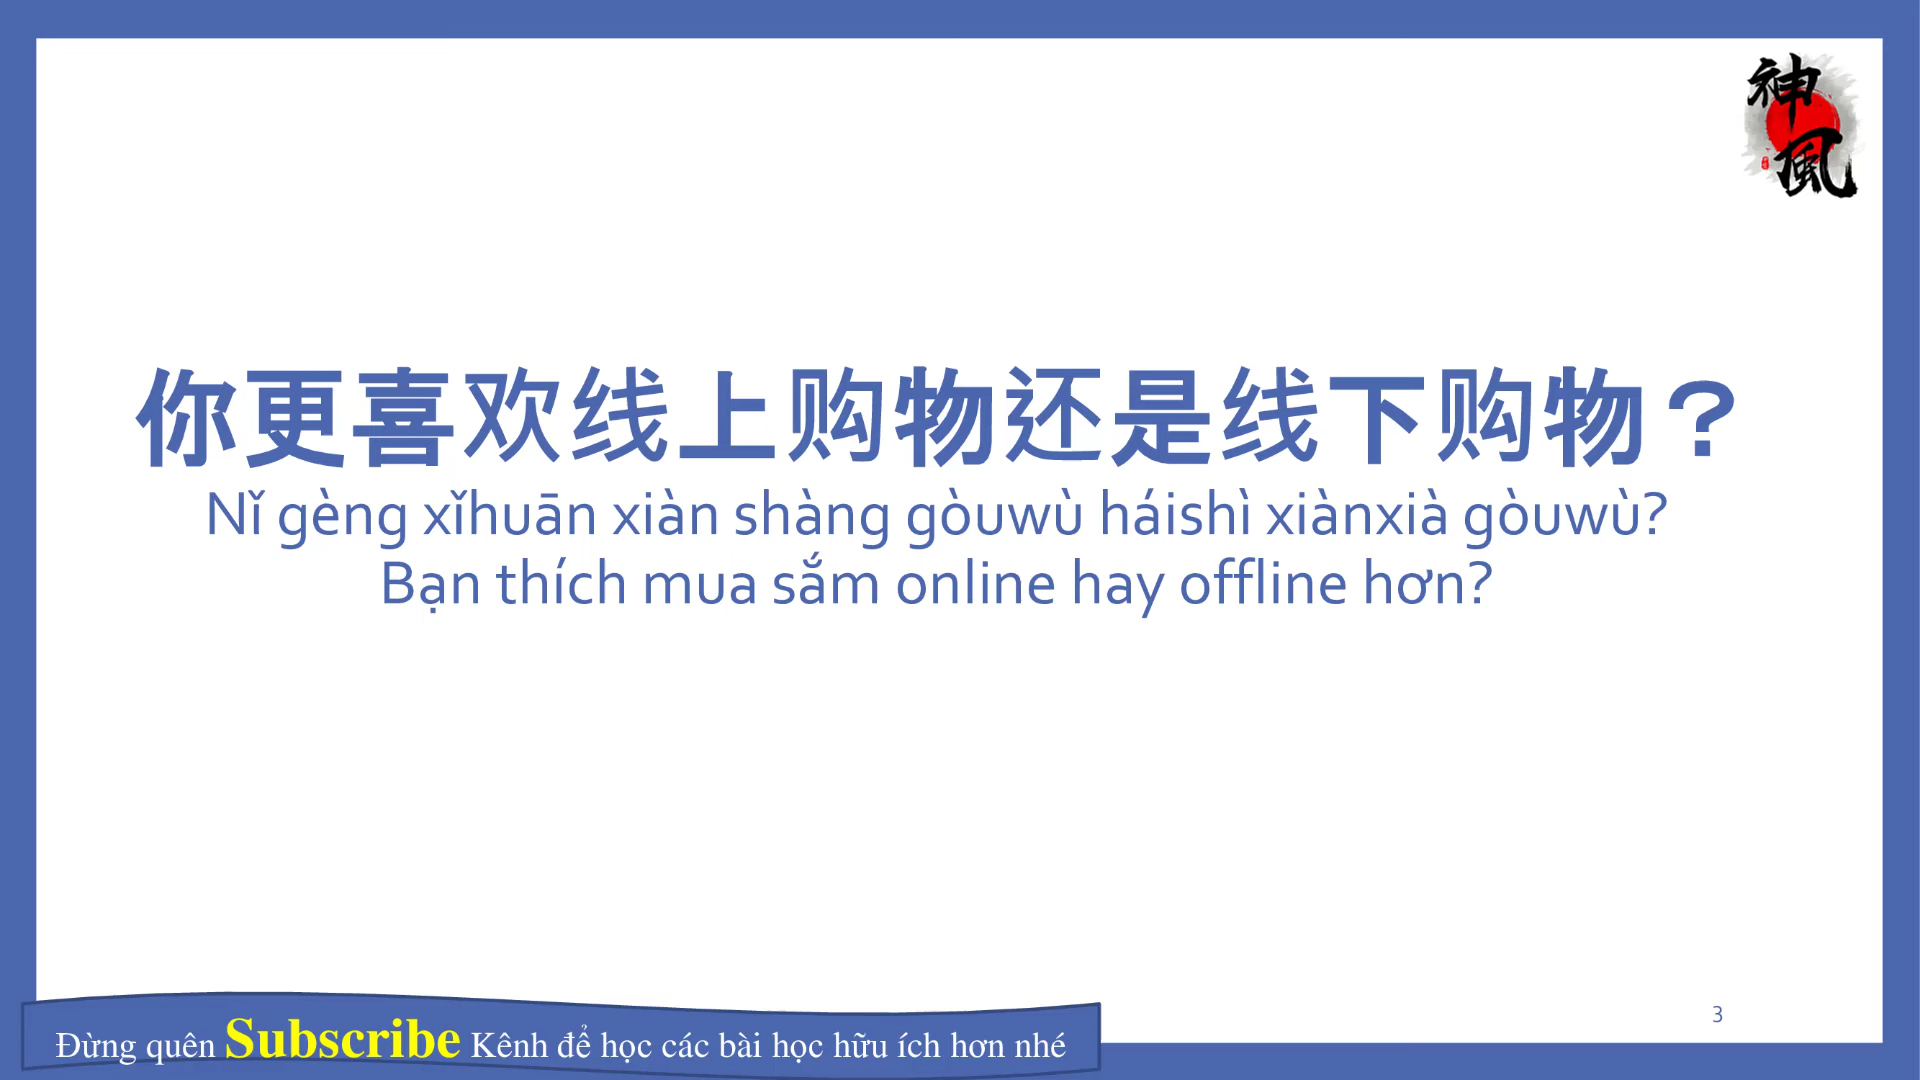 神
風
你更喜欢线上购物还是线下购物？
Nǐ gèng xǐhuān xiàn shàng gòuwù háishì xiànxià gòuwù?
Bạn thích mua sắm online hay offline hơn?
3
Đừng quên Subscribe Kênh để học các bài học hữu ích hơn nhé